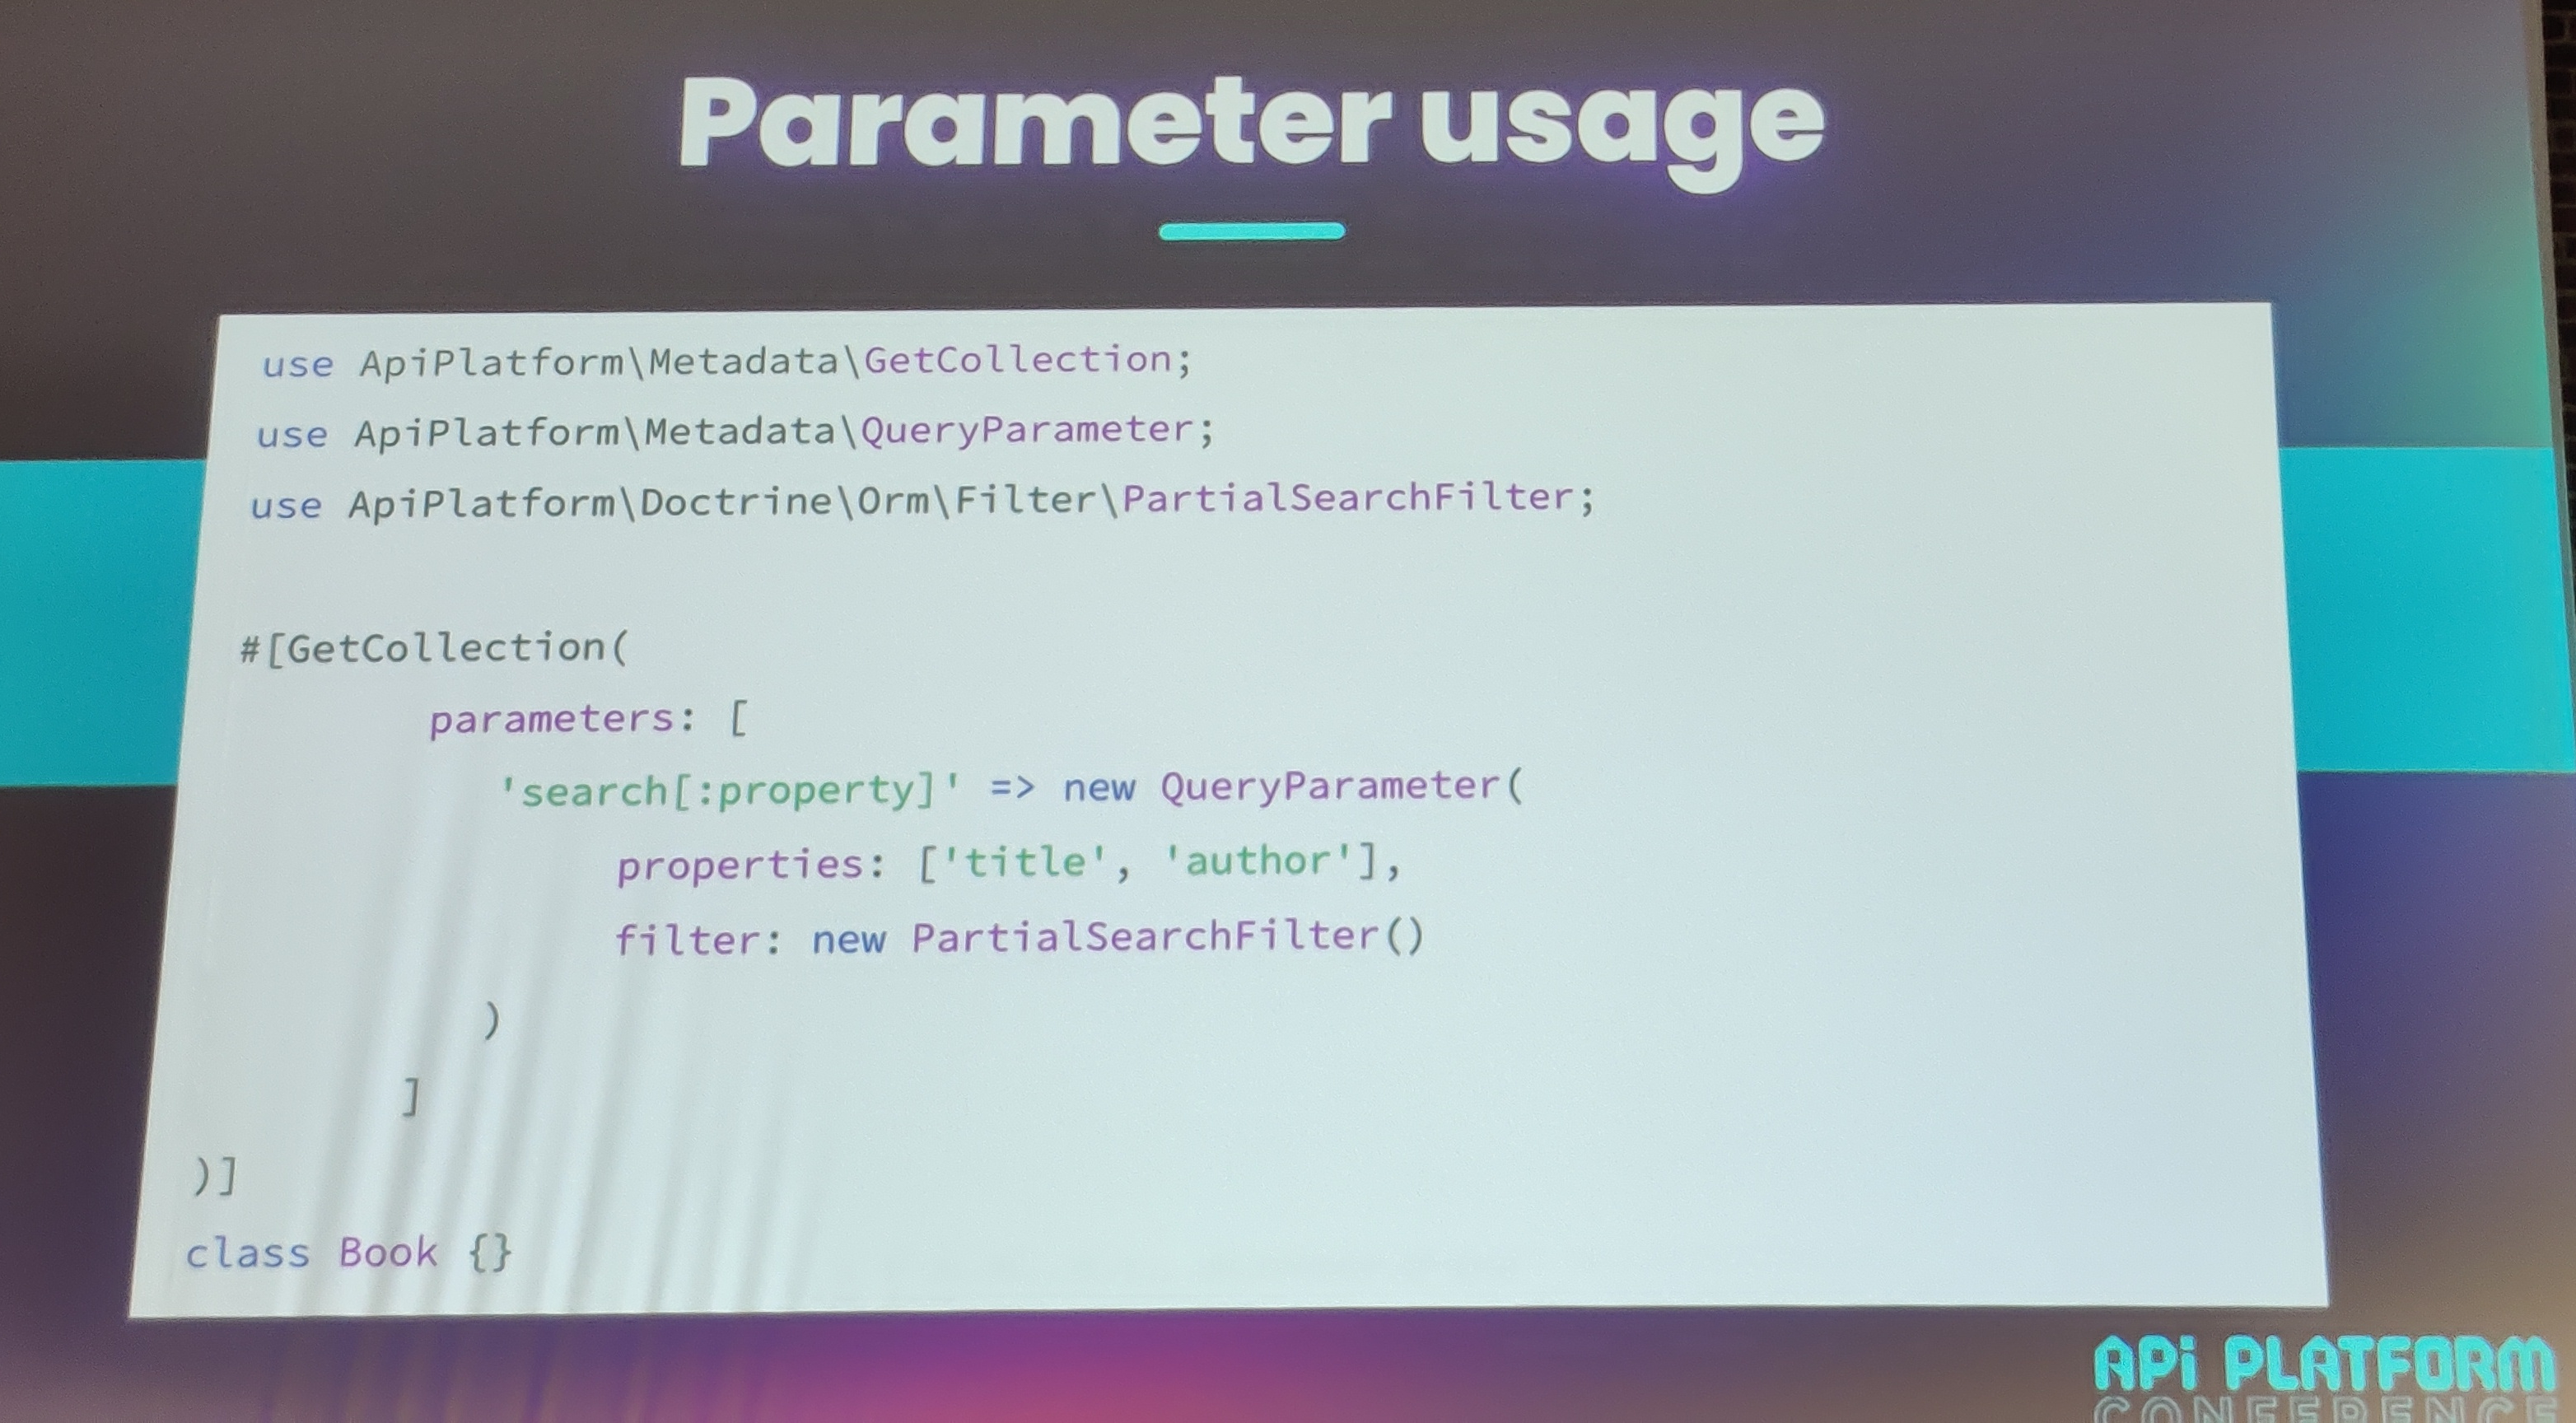 Parameter usage
use ApiPlatform\Metadata\GetCollection;
use ApiPlatform\Metadata\QueryParameter;
use ApiPlatform\Doctrine\Orm\Filter\PartialSearchFilter;
#[GetCollection(
parameters: [
'search[:property]' => new QueryParameter(
properties: ['title', 'author'],
filter: new PartialSearchFilter()
)
]
)]
class Book {}
APi PLATFORM
CONFERENCE